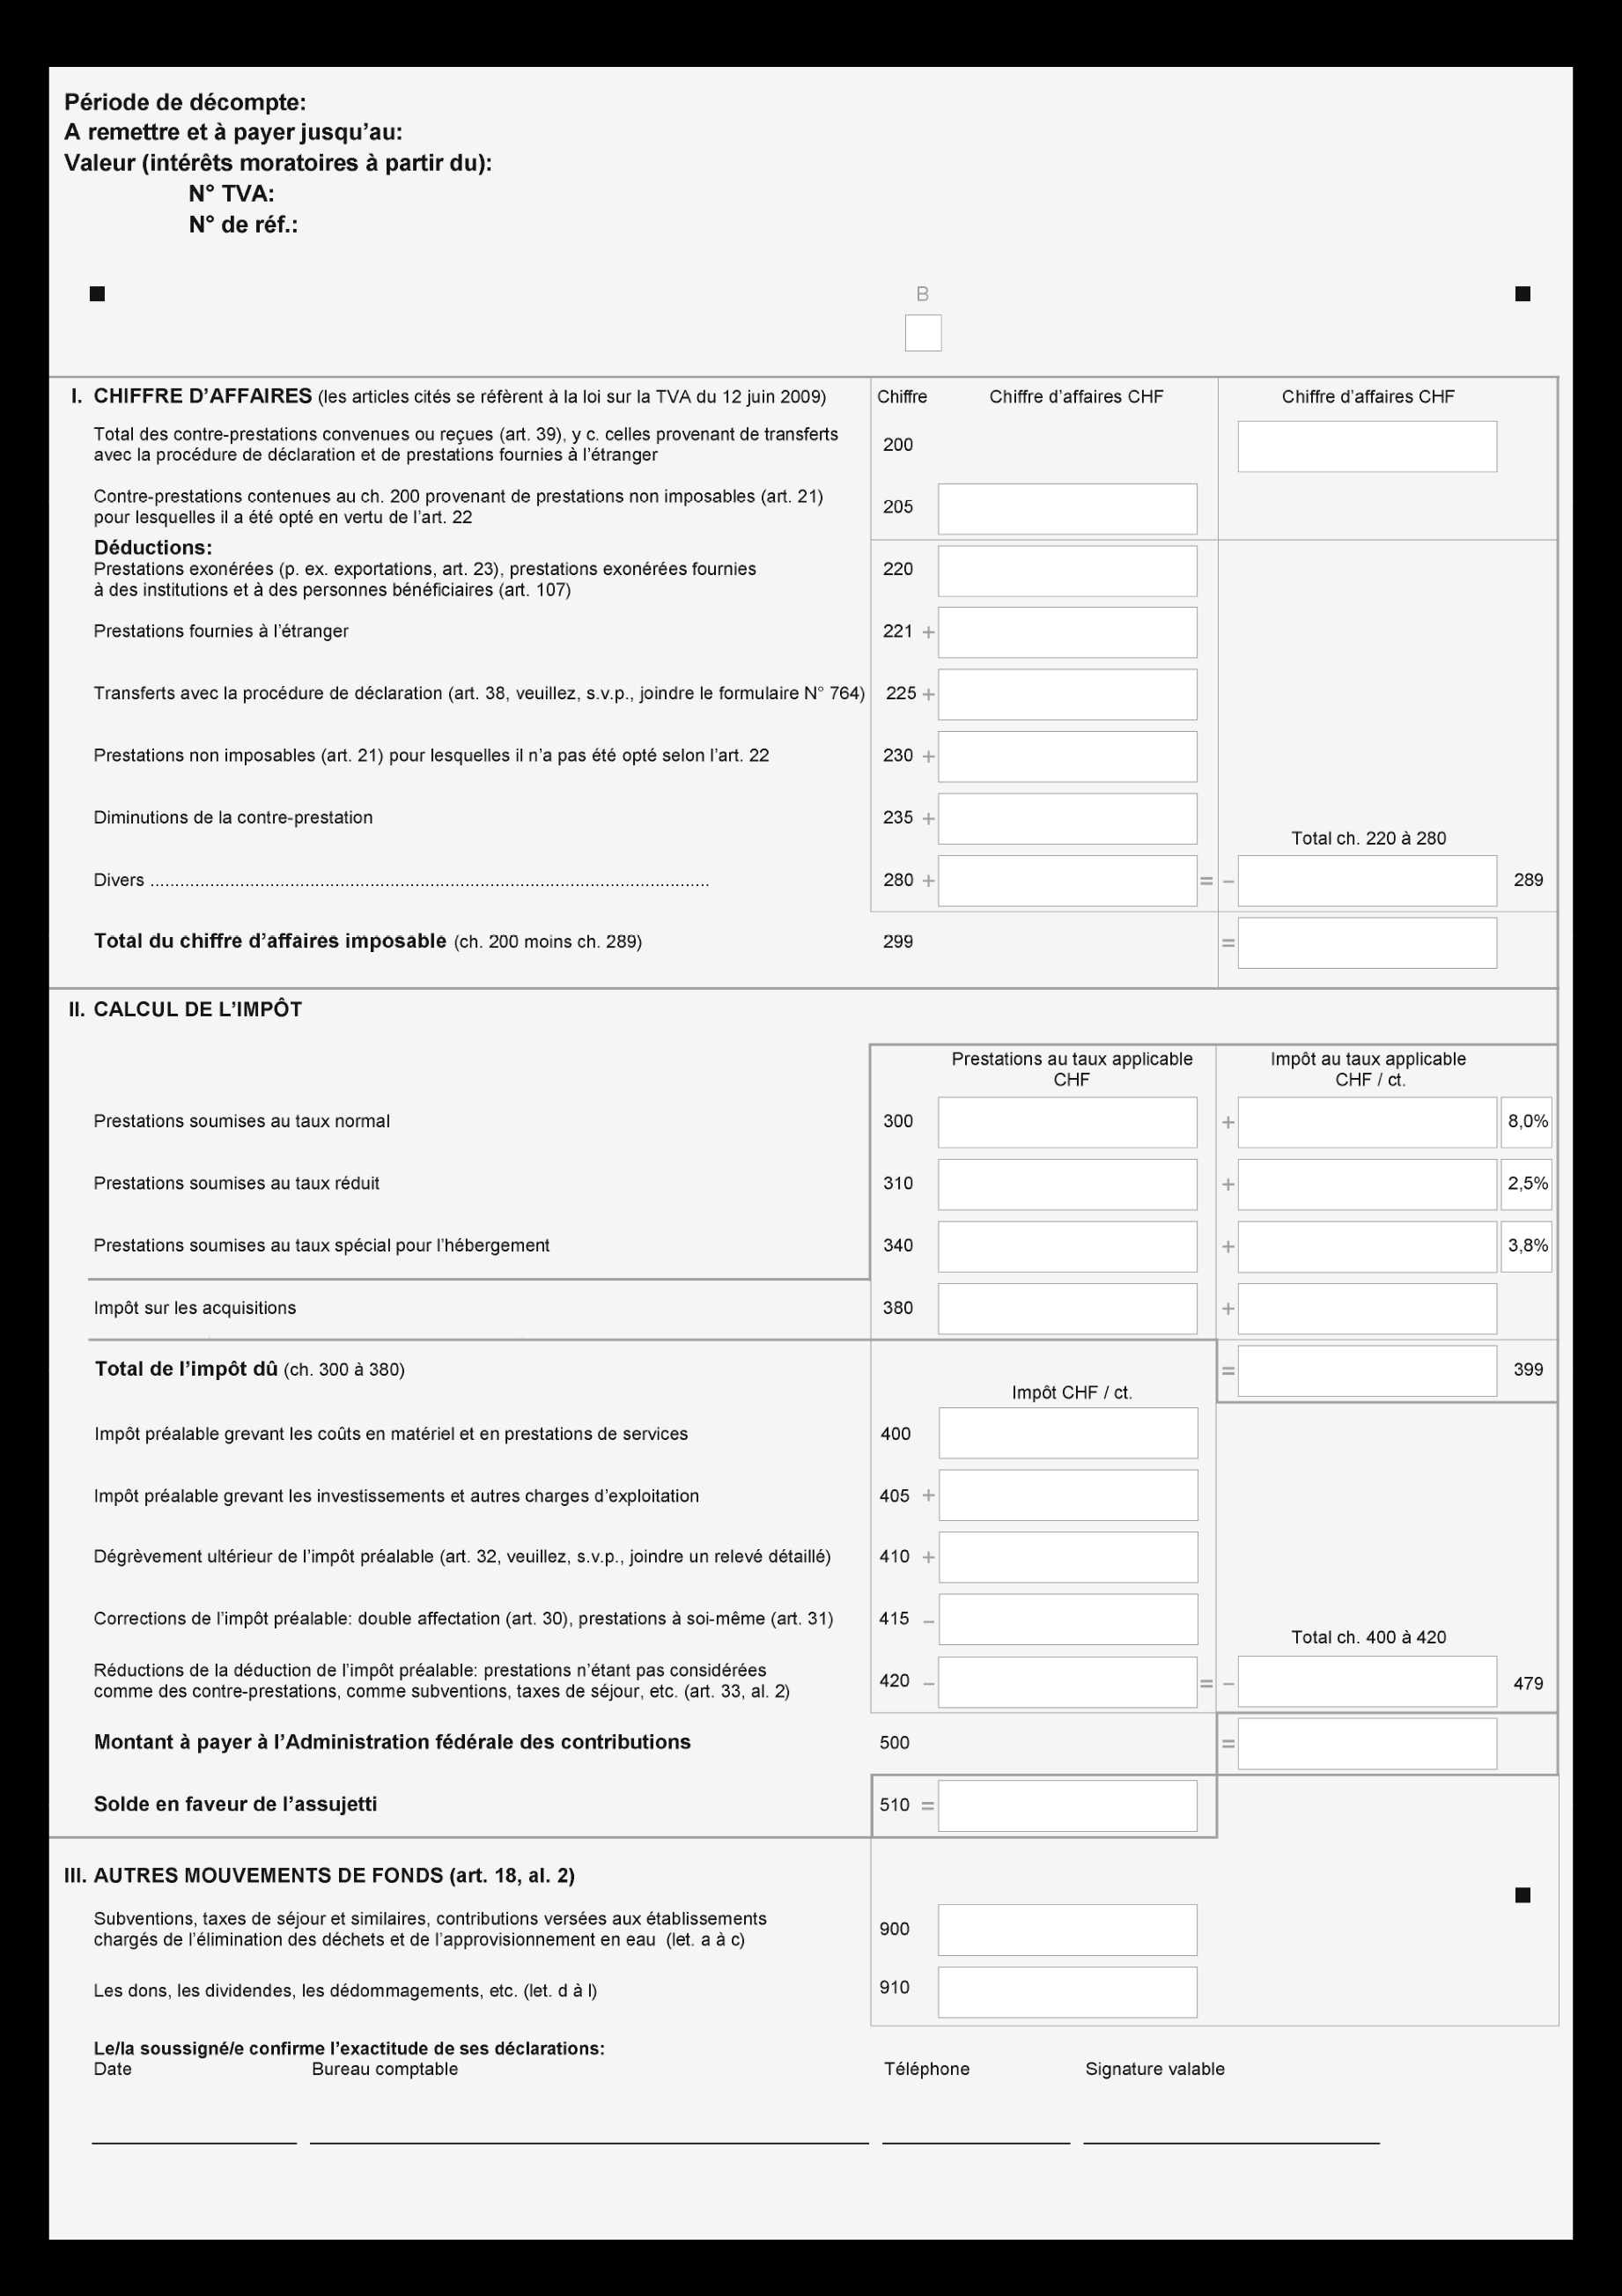 Période de décompte:
A remettre et à payer jusqu’au:
Valeur (intérêts moratoires à partir du):
N° TVA:
N° de réf.:
B
I. CHIFFRE D’AFFAIRES (les articles cités se réfèrent à la loi sur la TVA du 12 juin 2009) Chiffre Chiffre d’affaires CHF Chiffre d’affaires CHF
Total des contre-prestations convenues ou reçues (art. 39), y c. celles provenant de transferts
avec la procédure de déclaration et de prestations fournies à l’étranger 200
Contre-prestations contenues au ch. 200 provenant de prestations non imposables (art. 21)
pour lesquelles il a été opté en vertu de l’art. 22 205
Déductions:
Prestations exonérées (p. ex. exportations, art. 23), prestations exonérées fournies 220
à des institutions et à des personnes bénéficiaires (art. 107)
Prestations fournies à l’étranger 221 +
Transferts avec la procédure de déclaration (art. 38, veuillez, s.v.p., joindre le formulaire N° 764) 225 +
Prestations non imposables (art. 21) pour lesquelles il n’a pas été opté selon l’art. 22 230 +
Diminutions de la contre-prestation 235 +
Total ch. 220 à 280
Divers ................................................................................................................ 280 + = – 289
Total du chiffre d’affaires imposable (ch. 200 moins ch. 289) 299 =
II. CALCUL DE L’IMPÔT
Prestations au taux applicable Impôt au taux applicable
CHF CHF / ct.
Prestations soumises au taux normal 300 + 8,0%
Prestations soumises au taux réduit 310 + 2,5%
Prestations soumises au taux spécial pour l’hébergement 340 + 3,8%
Impôt sur les acquisitions 380 +
Total de l’impôt dû (ch. 300 à 380) = 399
Impôt CHF / ct.
Impôt préalable grevant les coûts en matériel et en prestations de services 400
Impôt préalable grevant les investissements et autres charges d’exploitation 405 +
Dégrèvement ultérieur de l’impôt préalable (art. 32, veuillez, s.v.p., joindre un relevé détaillé) 410 +
Corrections de l’impôt préalable: double affectation (art. 30), prestations à soi-même (art. 31) 415 –
Total ch. 400 à 420
Réductions de la déduction de l’impôt préalable: prestations n’étant pas considérées
comme des contre-prestations, comme subventions, taxes de séjour, etc. (art. 33, al. 2) 420 – = – 479
Montant à payer à l’Administration fédérale des contributions 500 =
Solde en faveur de l’assujetti 510 =
III. AUTRES MOUVEMENTS DE FONDS (art. 18, al. 2)
Subventions, taxes de séjour et similaires, contributions versées aux établissements
chargés de l’élimination des déchets et de l’approvisionnement en eau (let. a à c) 900
Les dons, les dividendes, les dédommagements, etc. (let. d à l) 910
Le/la soussigné/e confirme l’exactitude de ses déclarations:
Date Bureau comptable Téléphone Signature valable